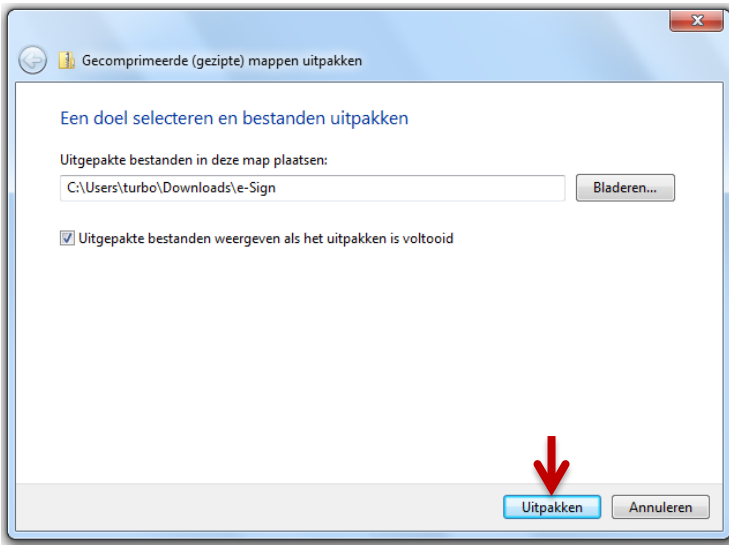 Gecomprimeerde (gezipte) mappen uitpakken
Een doel selecteren en bestanden uitpakken
Uitgepakte bestanden in deze map plaatsen:
C:\Users\turbo\Downloads\e-Sign
Bladeren...
Uitgepakte bestanden weergeven als het uitpakken is voltooid
Uitpakken
Annuleren